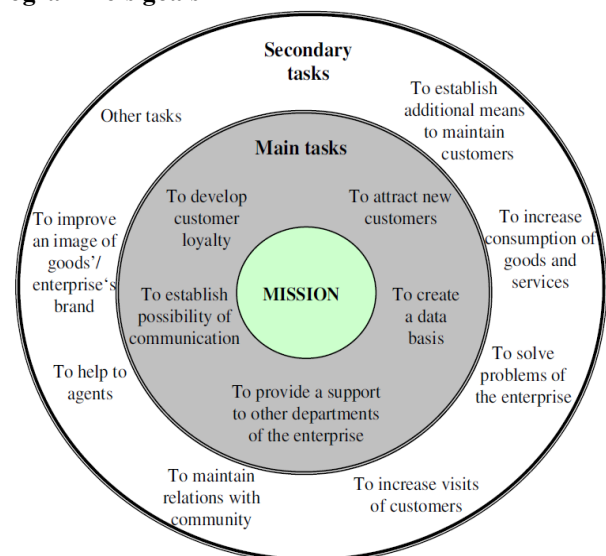 Secondary
tasks
To establish
additional means
to maintain
customers
Other tasks
Main tasks
To develop
customer
loyalty
To attract new
customers
To improve
an image of
goods'/
enterprise‘s
brand
To increase
consumption of
goods and
services
MISSION
To establish
possibility of
communication
To create
a data
basis
To help to
agents
To solve
problems of
the enterprise
To provide a support
to other departments
of the enterprise
To maintain
relations with
community
To increase visits
of customers